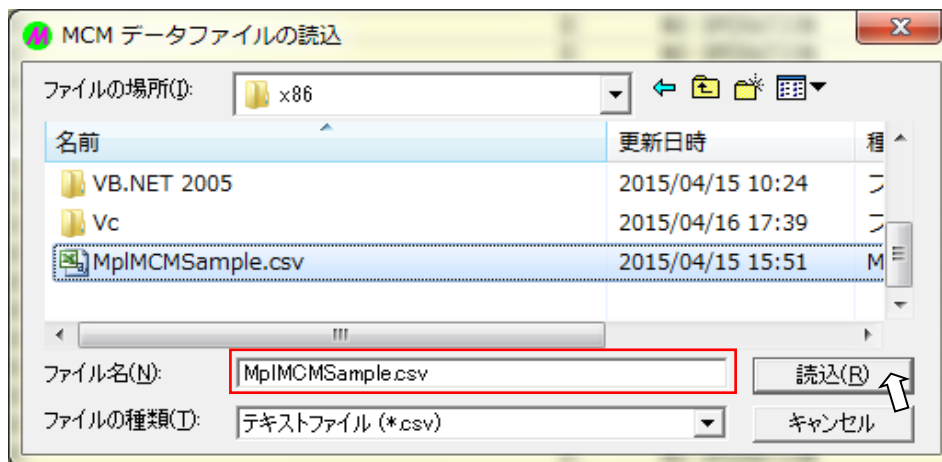 MCM データファイルの読込
ファイルの場所(I):
x86
名前 更新日時 種
VB.NET 2005 2015/04/15 10:24 フ
Vc 2015/04/16 17:39 フ
MplMCMSample.csv 2015/04/15 15:51 M
ファイル名(N): MplMCMSample.csv 読込(R)
ファイルの種類(T): テキストファイル (*.csv) キャンセル